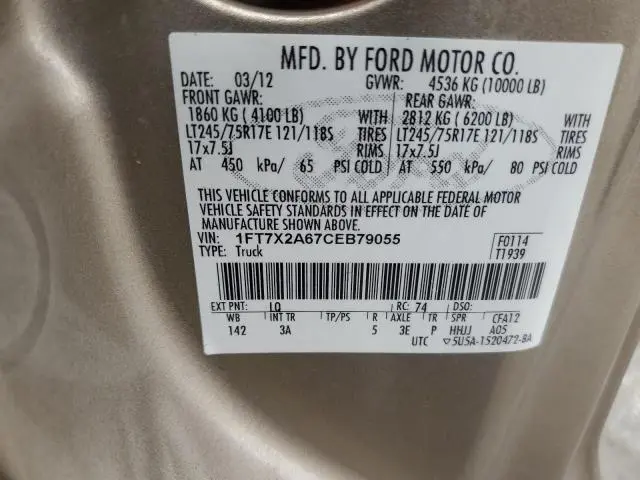 MFD. BY FORD MOTOR CO.
DATE: 03/12 GVWR: 4536 KG (10000 LB)
FRONT GAWR: REAR GAWR:
1860 KG ( 4100 LB) WITH 2812 KG ( 6200 LB) WITH
LT245/75R17E 121/118S TIRES LT245/75R17E 121/118S TIRES
17x7.5J RIMS 17x7.5J RIMS
AT 450 kPa/ 65 PSI COLD AT 550 kPa/ 80 PSI COLD
THIS VEHICLE CONFORMS TO ALL APPLICABLE FEDERAL MOTOR
VEHICLE SAFETY STANDARDS IN EFFECT ON THE DATE OF
MANUFACTURE SHOWN ABOVE.
VIN: 1FT7X2A67CEB79055 F0114
TYPE: Truck T1939
EXT PNT: RC: 74 DSO:
WB INT TR TP/PS R AXLE TR SPR CFA12
142 3A 5 3E P HHJJ A05
UTC ▽5U5A-1520472-BA